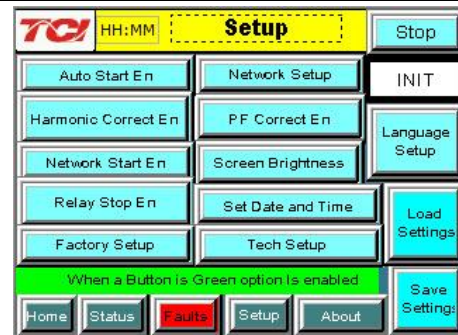 TCI HH:MM Setup Stop
Auto Start En Network Setup INIT
Harmonic Correct En PF Correct En
Language
Setup
Network Start En Screen Brightness
Relay Stop En Set Date and Time
Load
Settings
Factory Setup Tech Setup
When a Button is Green option Is enabled
Save
Settings
Home Status Faults Setup About